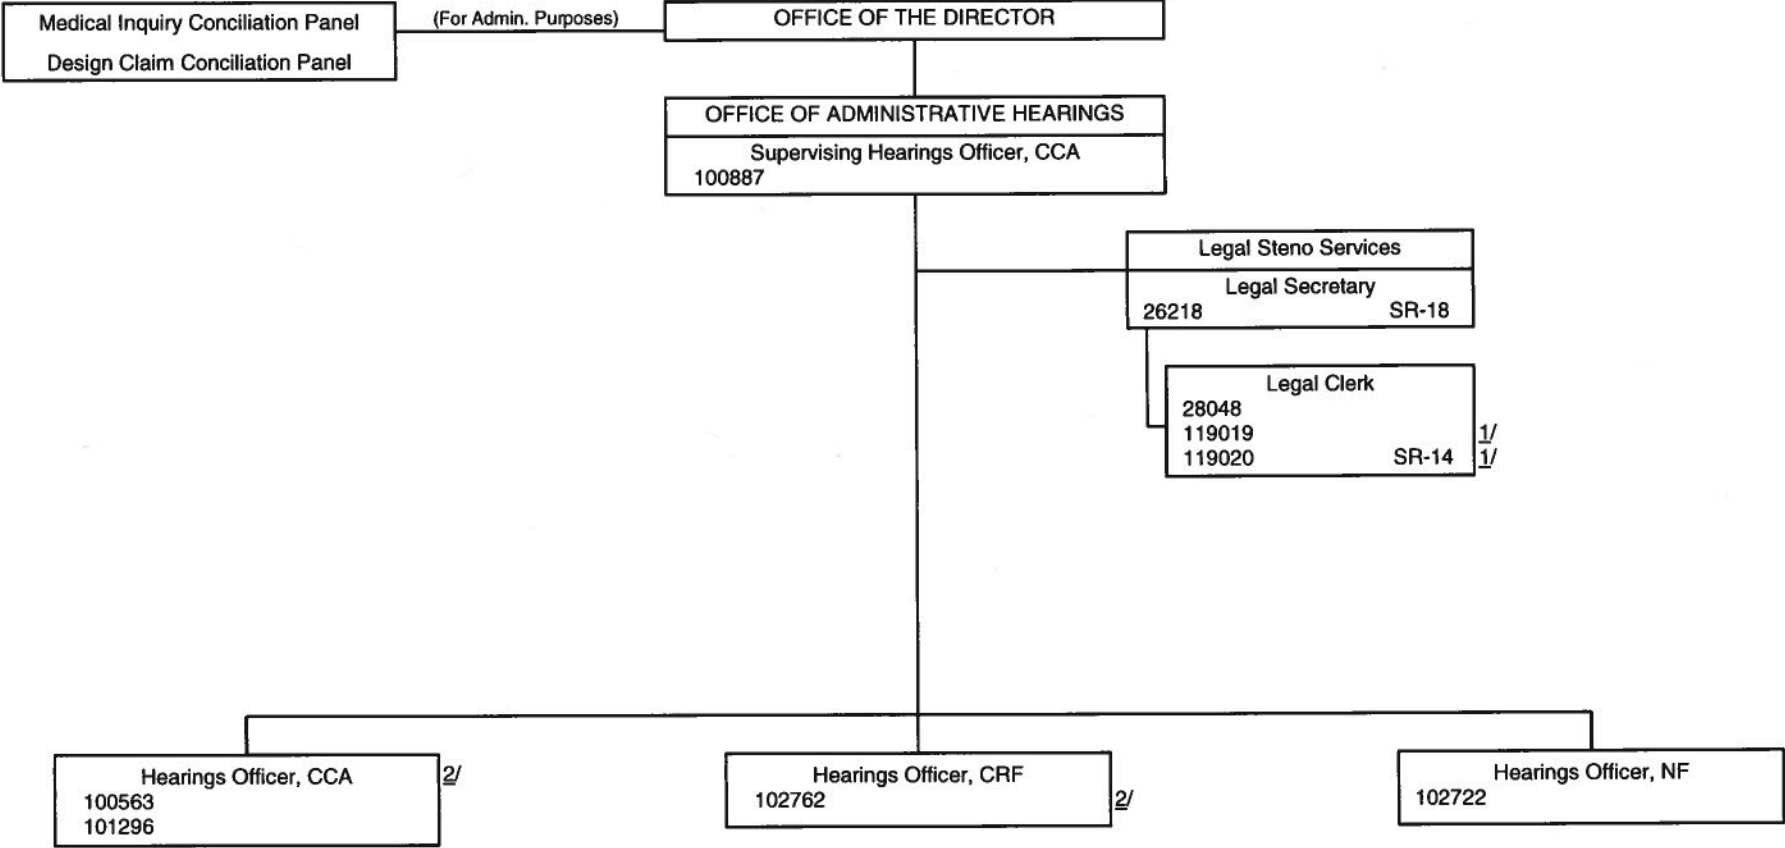 Medical Inquiry Conciliation Panel
Design Claim Conciliation Panel
(For Admin. Purposes)
OFFICE OF THE DIRECTOR
OFFICE OF ADMINISTRATIVE HEARINGS
Supervising Hearings Officer, CCA
100887
Legal Steno Services
Legal Secretary
26218 SR-18
Legal Clerk
28048
119019 1/
119020 SR-14 1/
Hearings Officer, CCA 2/
100563
101296
Hearings Officer, CRF
102762 2/
Hearings Officer, NF
102722